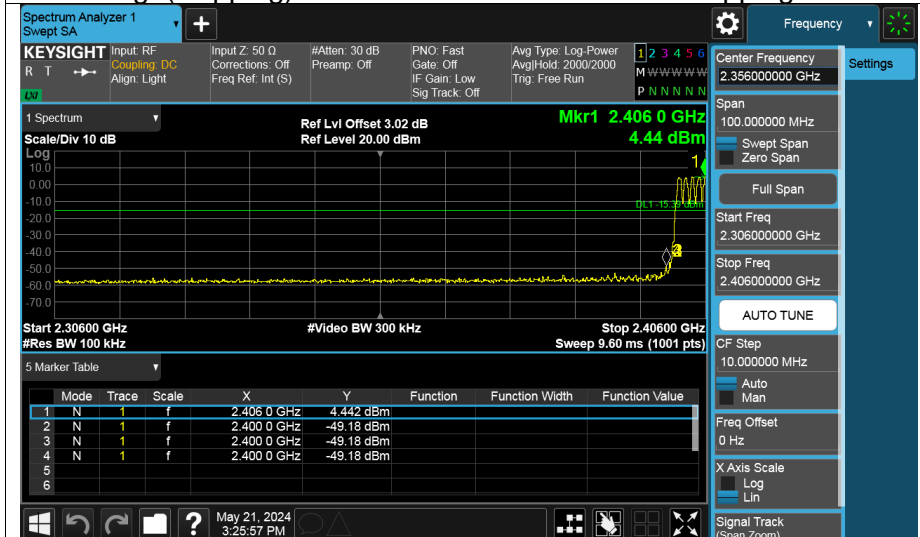 Spectrum Analyzer 1
Swept SA
+
Frequency
KEYSIGHT
R T
LXI
Input: RF
Coupling: DC
Align: Light
Input Z: 50 Ω
Corrections: Off
Freq Ref: Int (S)
#Atten: 30 dB
Preamp: Off
PNO: Fast
Gate: Off
IF Gain: Low
Sig Track: Off
Avg Type: Log-Power
Avg|Hold: 2000/2000
Trig: Free Run
1 2 3 4 5 6
M W W W W W
P N N N N N
1 Spectrum
Scale/Div 10 dB
Ref Lvl Offset 3.02 dB
Ref Level 20.00 dBm
Mkr1 2.406 0 GHz
4.44 dBm
Log
10.0
0.00
-10.0
-20.0
-30.0
-40.0
-50.0
-60.0
-70.0
1
DL1 -15.39 dBm
Start 2.30600 GHz
#Res BW 100 kHz
#Video BW 300 kHz
Stop 2.40600 GHz
Sweep 9.60 ms (1001 pts)
5 Marker Table
Mode Trace Scale X Y Function Function Width Function Value
1 N 1 f 2.406 0 GHz 4.442 dBm
2 N 1 f 2.400 0 GHz -49.18 dBm
3 N 1 f 2.400 0 GHz -49.18 dBm
4 N 1 f 2.400 0 GHz -49.18 dBm
5
6
?
May 21, 2024
3:25:57 PM
Center Frequency
2.356000000 GHz
Settings
Span
100.000000 MHz
Swept Span
Zero Span
Full Span
Start Freq
2.306000000 GHz
Stop Freq
2.406000000 GHz
AUTO TUNE
CF Step
10.000000 MHz
Auto
Man
Freq Offset
0 Hz
X Axis Scale
Log
Lin
Signal Track
(Span Zoom)